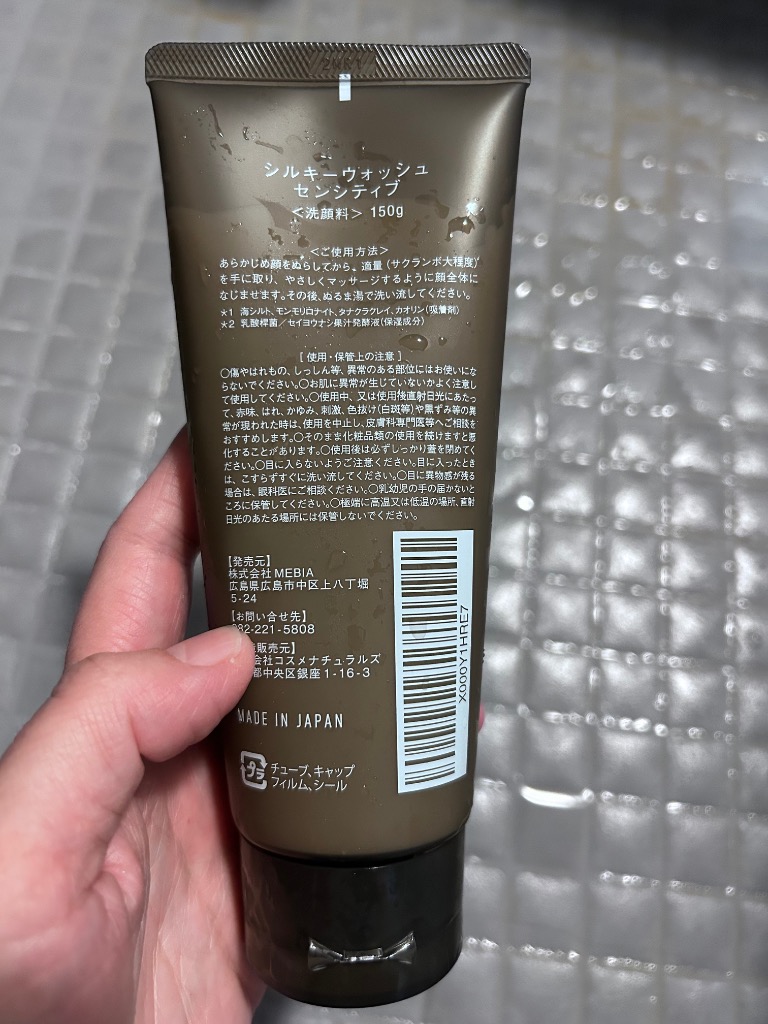 シルキーウォッシュ
センシティブ
<洗顔料> 150g
<ご使用方法>
あらかじめ顔をぬらしてから、適量(サクランボ大程度)
を手に取り、やさしくマッサージするように顔全体に
なじませます。その後、ぬるま湯で洗い流してください。
*1 海シルト、モンモリロナイト、タナクラクレイ、カオリン(吸着剤)
*2 乳酸桿菌/セイヨウナシ果汁発酵液(保湿成分)
[ 使用・保管上の注意 ]
○傷やはれもの、しっしん等、異常のある部位にはお使いにな
らないでください。○お肌に異常が生じていないかよく注意し
て使用してください。○使用中、又は使用後直射日光にあたっ
て、赤味、はれ、かゆみ、刺激、色抜け(白斑等)や黒ずみ等の異
常が現われた時は、使用を中止し、皮膚科専門医等へご相談を
おすすめします。○そのまま化粧品類の使用を続けますと悪
化することがあります。○使用後は必ずしっかり蓋を閉めてく
ださい。○目に入らないようご注意ください。目に入ったとき
は、こすらずすぐに洗い流してください。○目に異物感が残る
場合は、眼科医にご相談ください。○乳幼児の手の届かないと
ころに保管してください。○極端に高温又は低温の場所、直射
日光のあたる場所には保管しないでください。
【発売元】
株式会社 MEBIA
広島県広島市中区上八丁堀
5-24
【お問い合せ先】
82-221-5808
販売元】
会社コスメナチュラルズ
都中央区銀座1-16-3
MADE IN JAPAN
プラ
チューブ、キャップ
フィルム、シール
X000Y1HRE7